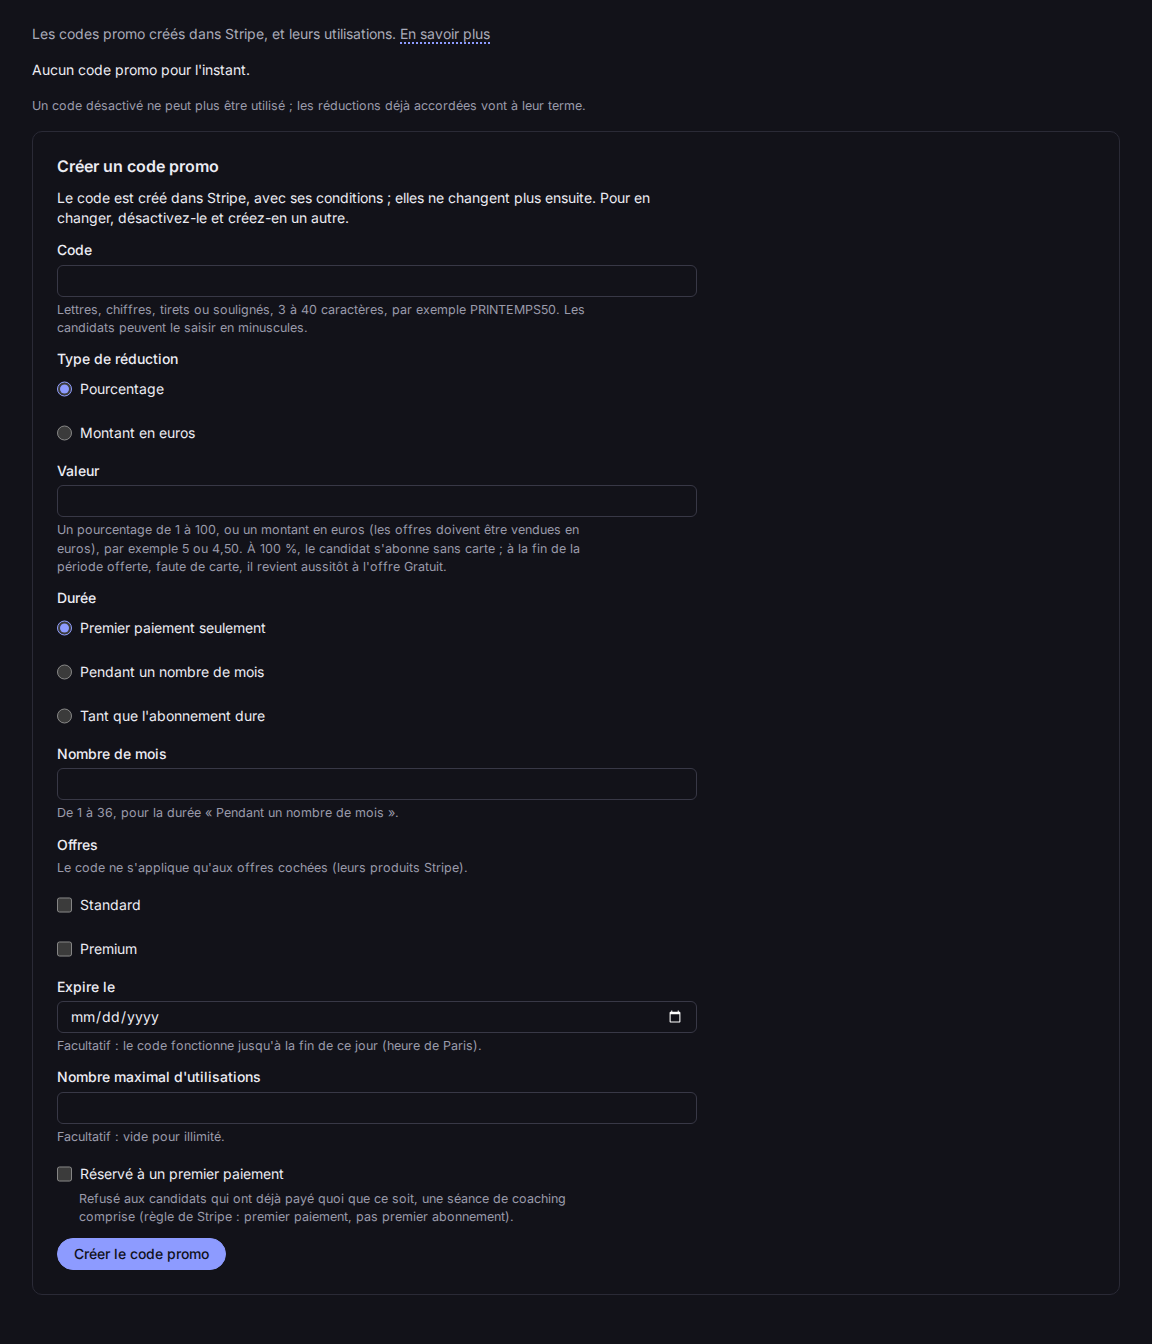 Les codes promo créés dans Stripe, et leurs utilisations. En savoir plus
Aucun code promo pour l'instant.
Un code désactivé ne peut plus être utilisé ; les réductions déjà accordées vont à leur terme.
Créer un code promo
Le code est créé dans Stripe, avec ses conditions ; elles ne changent plus ensuite. Pour en
changer, désactivez-le et créez-en un autre.
Code
Lettres, chiffres, tirets ou soulignés, 3 à 40 caractères, par exemple PRINTEMPS50. Les
candidats peuvent le saisir en minuscules.
Type de réduction
Pourcentage
Montant en euros
Valeur
Un pourcentage de 1 à 100, ou un montant en euros (les offres doivent être vendues en
euros), par exemple 5 ou 4,50. À 100 %, le candidat s'abonne sans carte ; à la fin de la
période offerte, faute de carte, il revient aussitôt à l'offre Gratuit.
Durée
Premier paiement seulement
Pendant un nombre de mois
Tant que l'abonnement dure
Nombre de mois
De 1 à 36, pour la durée « Pendant un nombre de mois ».
Offres
Le code ne s'applique qu'aux offres cochées (leurs produits Stripe).
Standard
Premium
Expire le
mm/dd/yyyy
Facultatif : le code fonctionne jusqu'à la fin de ce jour (heure de Paris).
Nombre maximal d'utilisations
Facultatif : vide pour illimité.
Réservé à un premier paiement
Refusé aux candidats qui ont déjà payé quoi que ce soit, une séance de coaching
comprise (règle de Stripe : premier paiement, pas premier abonnement).
Créer le code promo